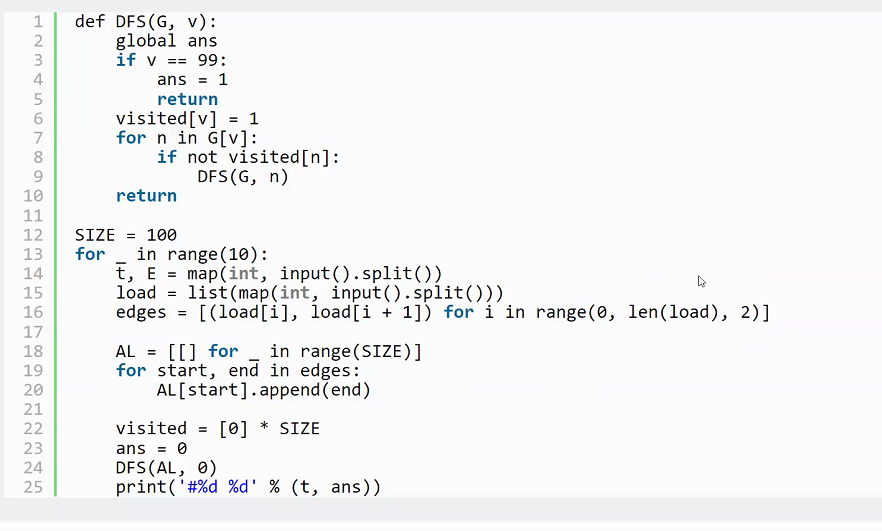 1 def DFS(G, v):
2     global ans
3     if v == 99:
4         ans = 1
5         return
6     visited[v] = 1
7     for n in G[v]:
8         if not visited[n]:
9             DFS(G, n)
10     return
11
12 SIZE = 100
13 for _ in range(10):
14     t, E = map(int, input().split())
15     load = list(map(int, input().split()))
16     edges = [(load[i], load[i + 1]) for i in range(0, len(load), 2)]
17
18     AL = [[] for _ in range(SIZE)]
19     for start, end in edges:
20         AL[start].append(end)
21
22     visited = [0] * SIZE
23     ans = 0
24     DFS(AL, 0)
25     print('#%d %d' % (t, ans))